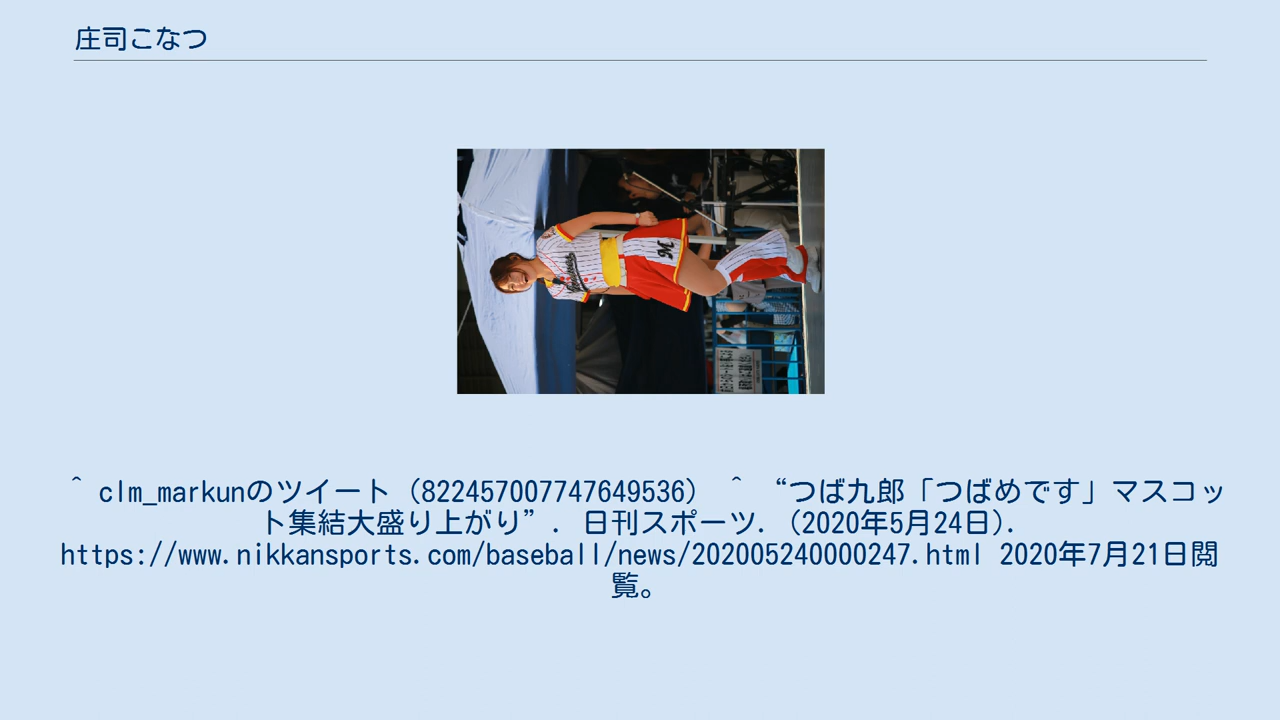 庄司こなつ
^ clm_markunのツイート（822457007747649536） ^ “つば九郎「つばめです」マスコッ
ト集結大盛り上がり”. 日刊スポーツ. （2020年5月24日）.
https://www.nikkansports.com/baseball/news/202005240000247.html 2020年7月21日閲
覧。